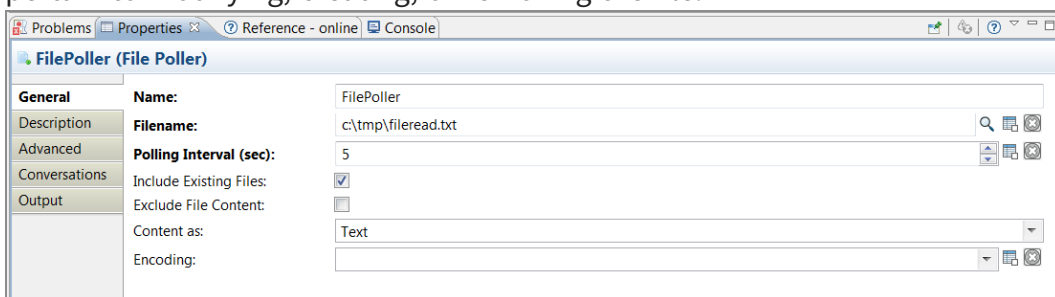 Problems Properties Reference - online Console
FilePoller (File Poller)
General
Description
Advanced
Conversations
Output
Name: FilePoller
Filename: c:\tmp\fileread.txt
Polling Interval (sec): 5
Include Existing Files:
Exclude File Content:
Content as: Text
Encoding: